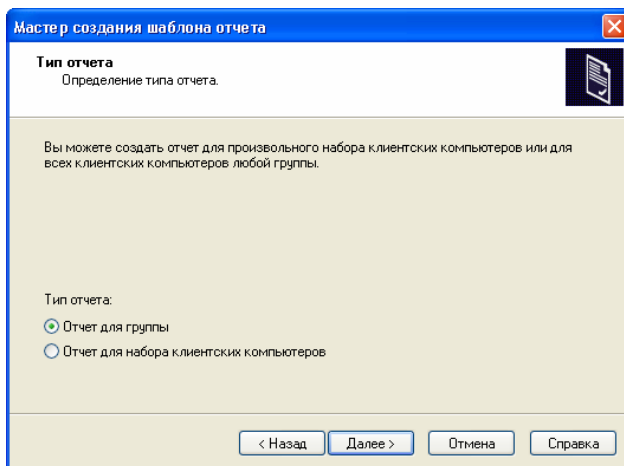 Мастер создания шаблона отчета
Тип отчета
Определение типа отчета.
Вы можете создать отчет для произвольного набора клиентских компьютеров или для
всех клиентских компьютеров любой группы.
Тип отчета:
Отчет для группы
Отчет для набора клиентских компьютеров
< Назад Далее > Отмена Справка